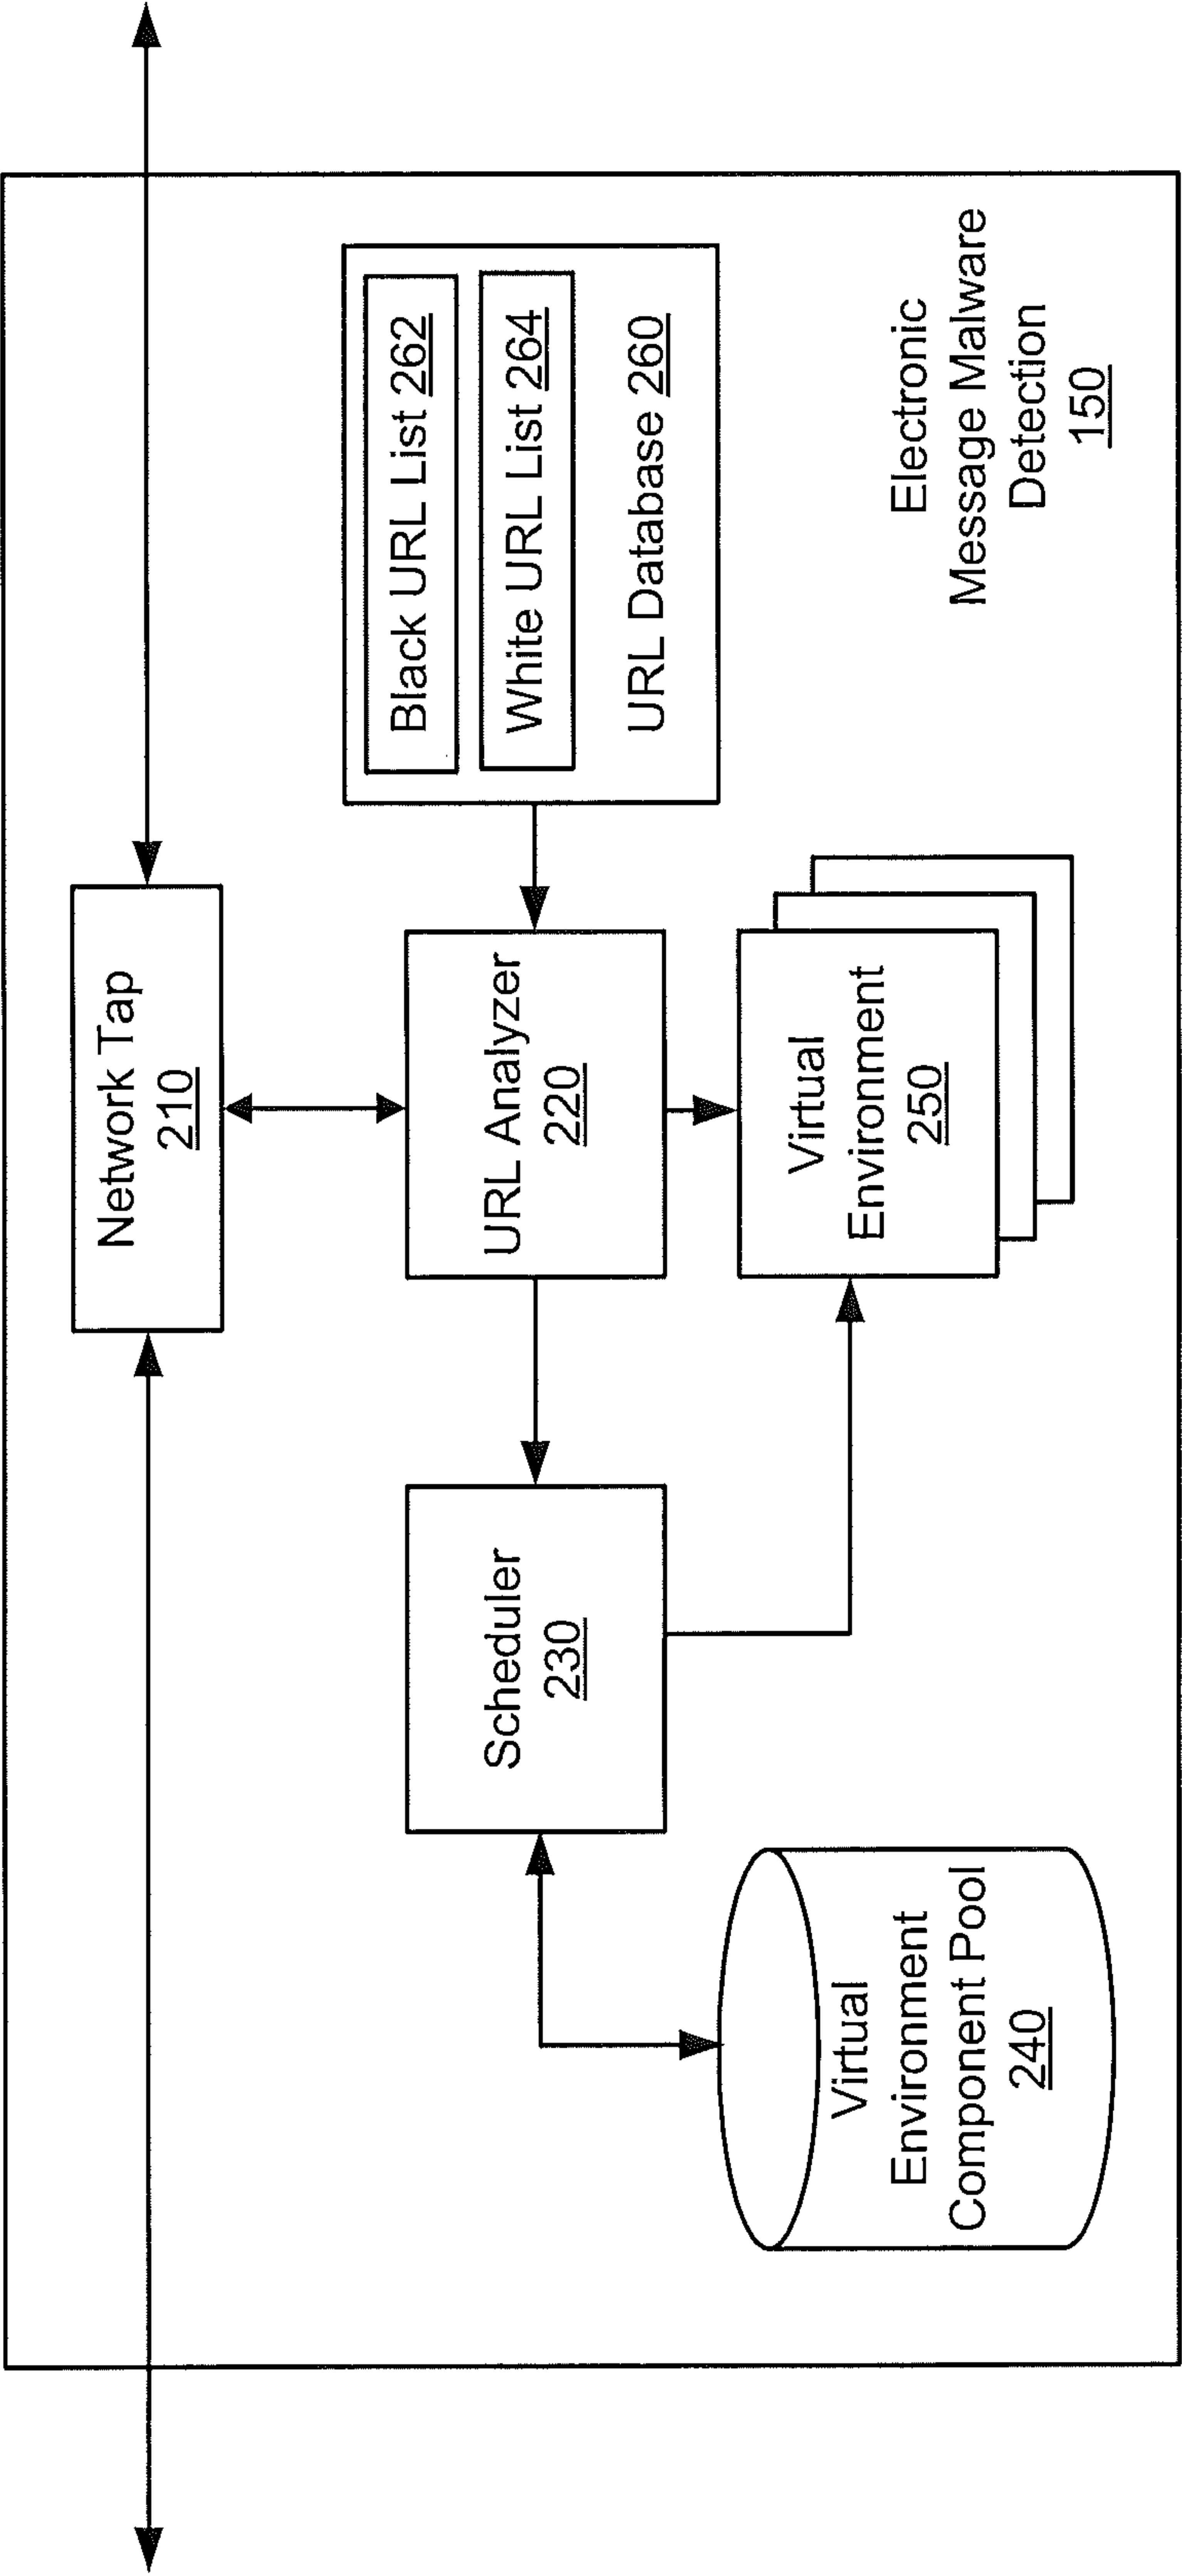 Network Tap
210
Scheduler
230
URL Analyzer
220
Black URL List 262
White URL List 264
URL Database 260
Virtual
Environment
Component Pool
240
Virtual
Environment
250
Electronic
Message Malware
Detection
150